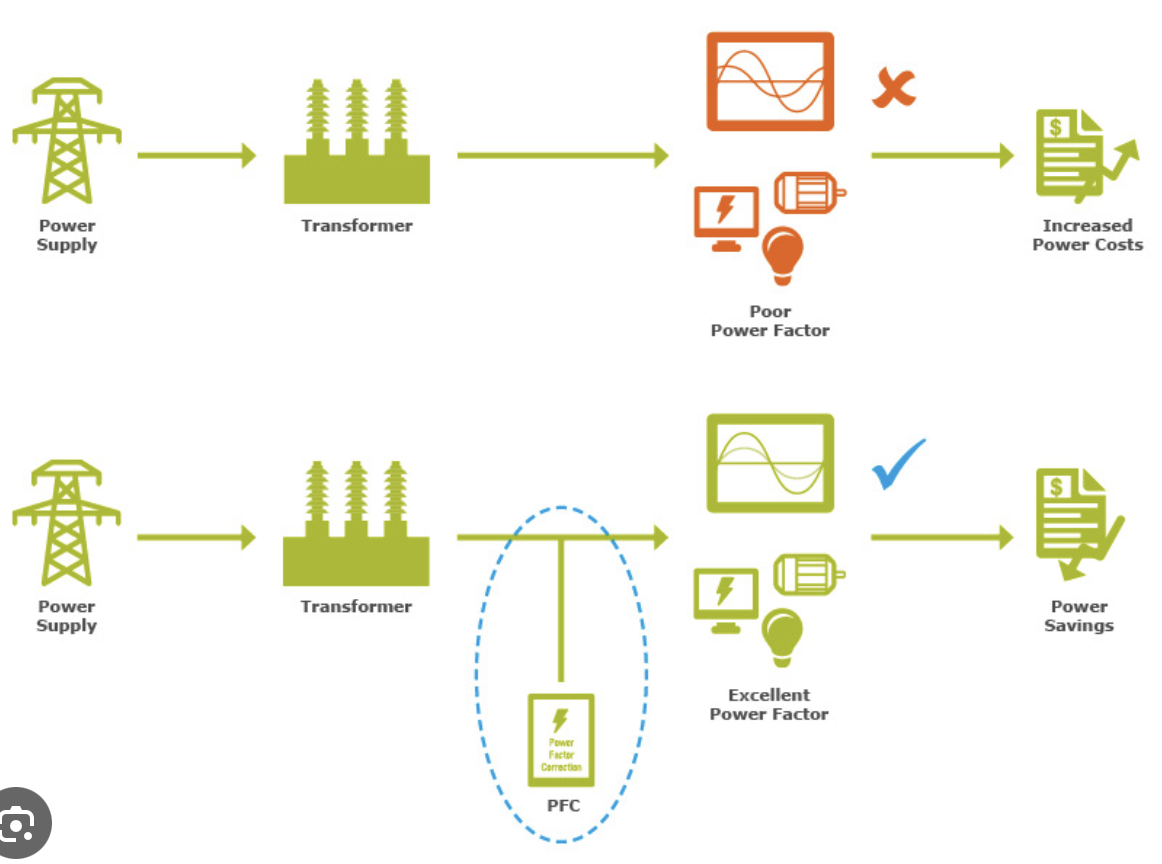 $
Power
Supply
Transformer
Poor
Power Factor
Increased
Power Costs
$
Power
Supply
Transformer
Power
Factor
Correction
PFC
Excellent
Power Factor
Power
Savings